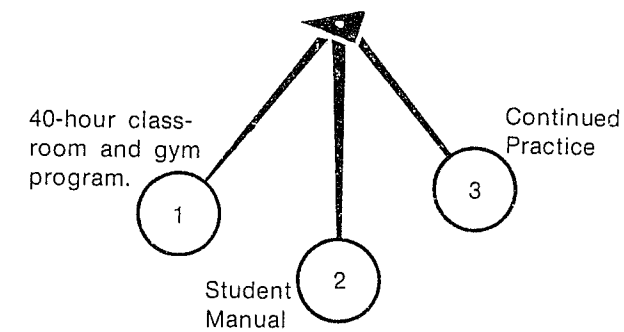 40-hour class-
room and gym
program.
1
Student
Manual
2
Continued
Practice
3